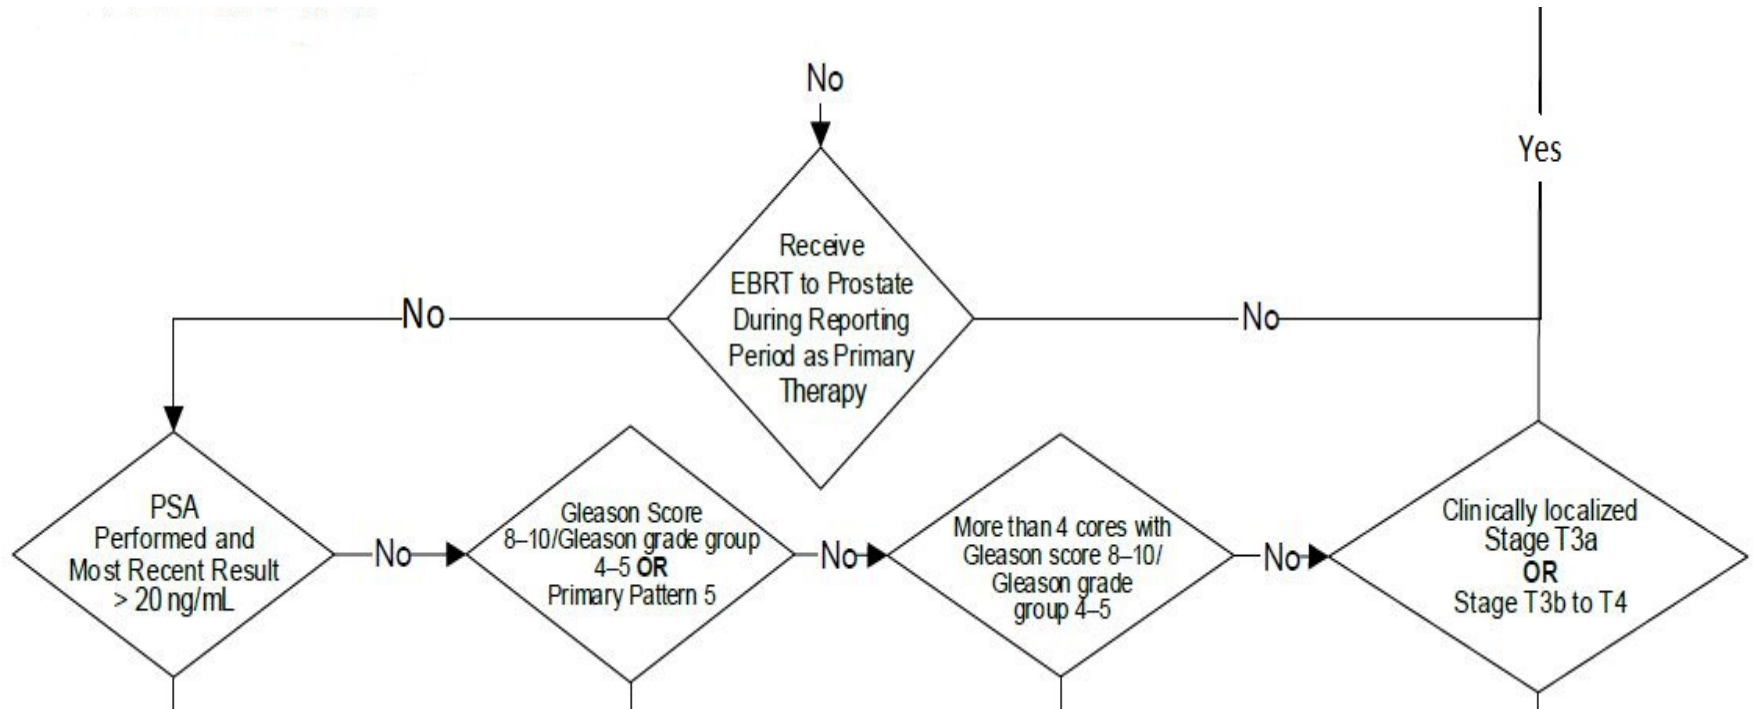 No
Yes
Receive
EBRT to Prostate
During Reporting
Period as Primary
Therapy
No
No
PSA
Performed and
Most Recent Result
> 20 ng/mL
No
Gleason Score
8–10/Gleason grade group
4–5 OR
Primary Pattern 5
No
More than 4 cores with
Gleason score 8–10/
Gleason grade
group 4–5
No
Clinically localized
Stage T3a
OR
Stage T3b to T4